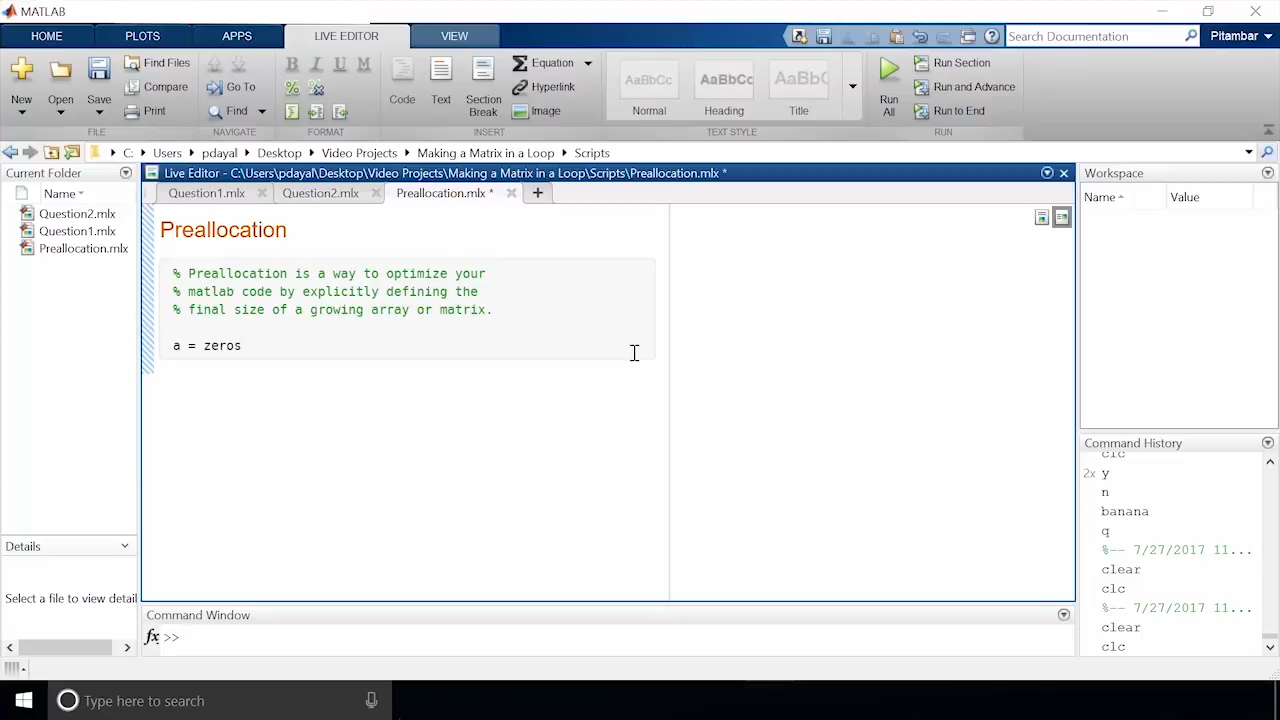 MATLAB
HOME PLOTS APPS LIVE EDITOR VIEW Search Documentation Pitambar
New Open Save Find Files Compare Print
Go To Find
B I U M
Code Text Section Break Equation Hyperlink Image
AaBbCc AaBbCc AaBbC
Normal Heading Title
Run All Run Section Run and Advance Run to End
FILE NAVIGATE FORMAT INSERT TEXT STYLE RUN
C: Users pdayal Desktop Video Projects Making a Matrix in a Loop Scripts
Current Folder
Name
Question2.mlx
Question1.mlx
Preallocation.mlx
Details
Select a file to view detail
Live Editor - C:\Users\pdayal\Desktop\Video Projects\Making a Matrix in a Loop\Scripts\Preallocation.mlx *
Question1.mlx Question2.mlx Preallocation.mlx * +
Preallocation
% Preallocation is a way to optimize your
% matlab code by explicitly defining the
% final size of a growing array or matrix.
a = zeros
Command Window
fx >>
Workspace
Name Value
Command History
clc
2x y
n
banana
q
%-- 7/27/2017 11...
clear
clc
%-- 7/27/2017 11...
clear
clc
Type here to search